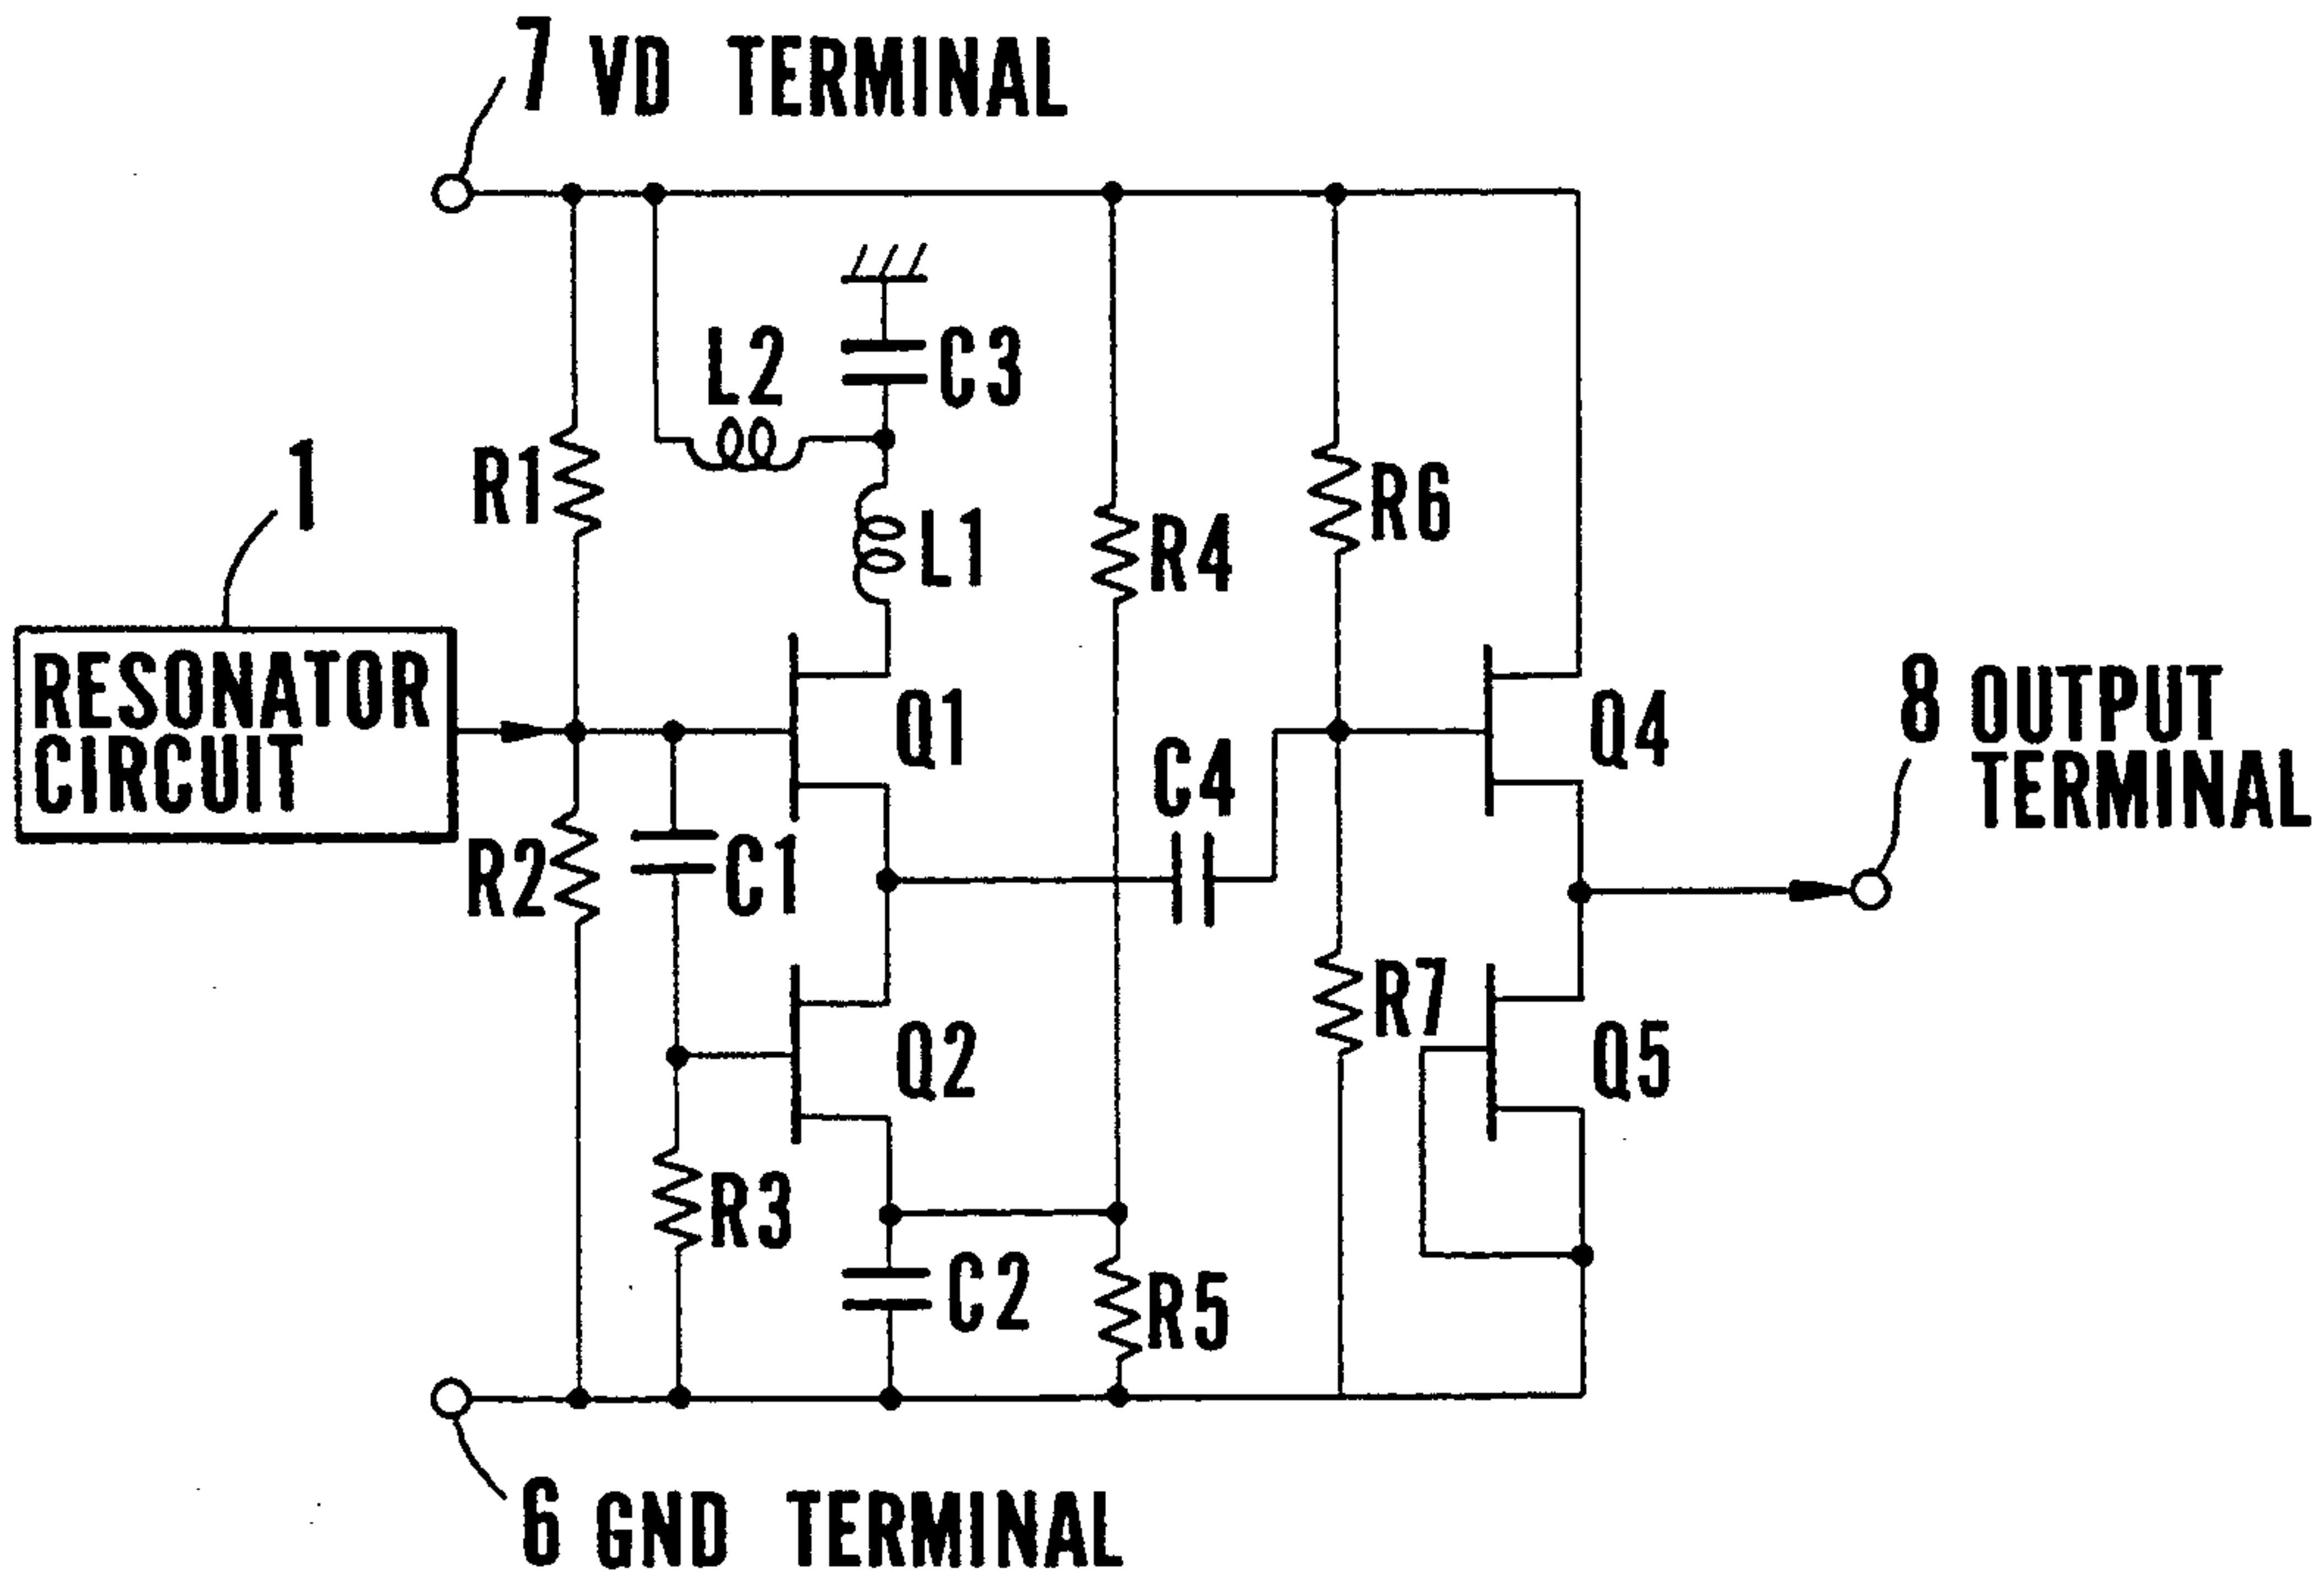 7 VD TERMINAL
L2
C3
1
R1
L1
R4
R6
RESONATOR
CIRCUIT
Q1
Q4
8 OUTPUT
TERMINAL
R2
C1
C4
R7
Q2
Q5
R3
C2
R5
6 GND TERMINAL